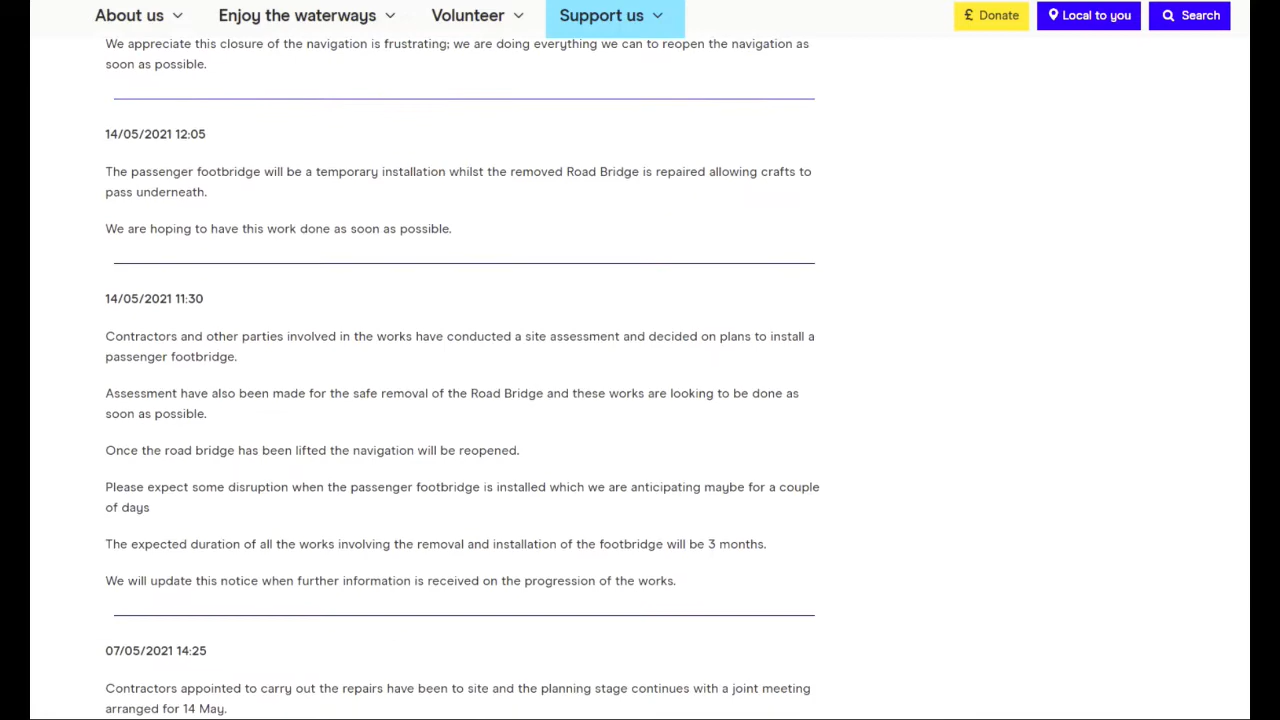 About us
Enjoy the waterways
Volunteer
Support us
£ Donate
Local to you
Search
We appreciate this closure of the navigation is frustrating; we are doing everything we can to reopen the navigation as
soon as possible.
14/05/2021 12:05
The passenger footbridge will be a temporary installation whilst the removed Road Bridge is repaired allowing crafts to
pass underneath.
We are hoping to have this work done as soon as possible.
14/05/2021 11:30
Contractors and other parties involved in the works have conducted a site assessment and decided on plans to install a
passenger footbridge.
Assessment have also been made for the safe removal of the Road Bridge and these works are looking to be done as
soon as possible.
Once the road bridge has been lifted the navigation will be reopened.
Please expect some disruption when the passenger footbridge is installed which we are anticipating maybe for a couple
of days
The expected duration of all the works involving the removal and installation of the footbridge will be 3 months.
We will update this notice when further information is received on the progression of the works.
07/05/2021 14:25
Contractors appointed to carry out the repairs have been to site and the planning stage continues with a joint meeting
arranged for 14 May.